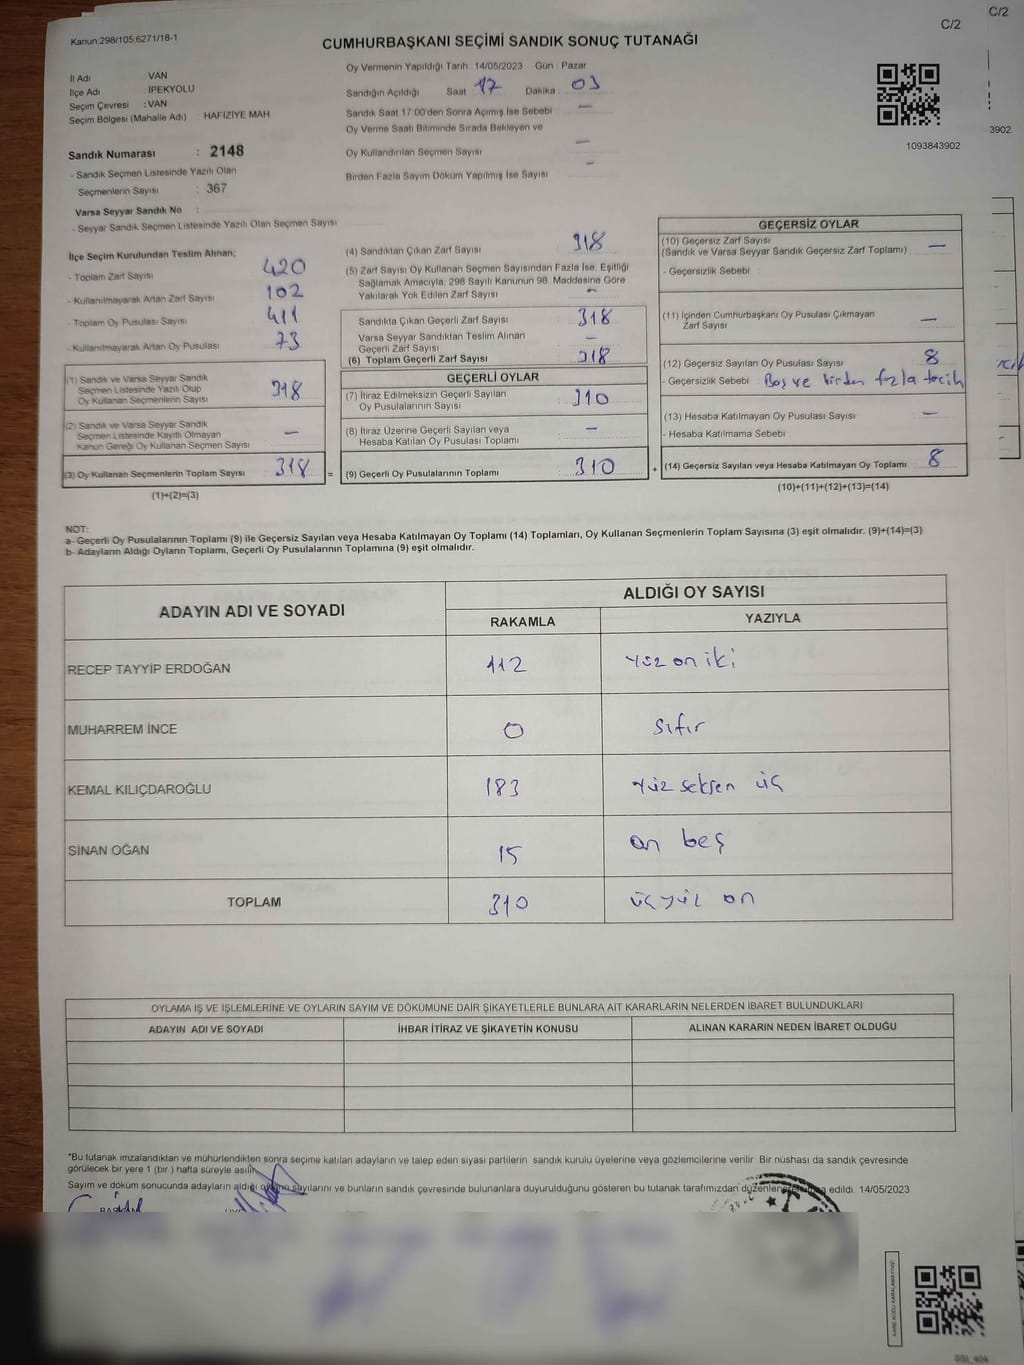 C/2
C/2
Kanun:298/105;6271/18-1
CUMHURBAŞKANI SEÇİMİ SANDIK SONUÇ TUTANAĞI
İl Adı VAN
İlçe Adı İPEKYOLU
Seçim Çevresi : VAN
Seçim Bölgesi (Mahalle Adı) : HAFIZİYE MAH
Sandık Numarası : 2148
- Sandık Seçmen Listesinde Yazılı Olan
Seçmenlerin Sayısı : 367
Varsa Seyyar Sandık No :
- Seyyar Sandık Seçmen Listesinde Yazılı Olan Seçmen Sayısı
Oy Vermenin Yapıldığı Tarih : 14/05/2023 Gün : Pazar
Sandığın Açıldığı Saat 17 Dakika 03
Sandık Saat 17:00'den Sonra Açılmış İse Sebebi —
Oy Verme Saati Bitiminde Sırada Bekleyen ve
Oy Kullandırılan Seçmen Sayısı —
Birden Fazla Sayım Döküm Yapılmış İse Sayısı —
1093843902
3902
İlçe Seçim Kurulundan Teslim Alınan;
- Toplam Zarf Sayısı 420
- Kullanılmayarak Artan Zarf Sayısı 102
- Toplam Oy Pusulası Sayısı 411
- Kullanılmayarak Artan Oy Pusulası 73
(1) Sandık ve Varsa Seyyar Sandık
Seçmen Listesinde Yazılı Olup
Oy Kullanan Seçmenlerin Sayısı 318
(2) Sandık ve Varsa Seyyar Sandık
Seçmen Listesinde Kayıtlı Olmayan
Kanun Gereği Oy Kullanan Seçmen Sayısı —
(3) Oy Kullanan Seçmenlerin Toplam Sayısı 318 =
(1)+(2)=(3)
(4) Sandıktan Çıkan Zarf Sayısı 318
(5) Zarf Sayısı Oy Kullanan Seçmen Sayısından Fazla İse, Eşitliği
Sağlamak Amacıyla; 298 Sayılı Kanunun 98. Maddesine Göre
Yakılarak Yok Edilen Zarf Sayısı —
Sandıkta Çıkan Geçerli Zarf Sayısı 318
Varsa Seyyar Sandıktan Teslim Alınan
Geçerli Zarf Sayısı —
(6) Toplam Geçerli Zarf Sayısı 318
GEÇERLİ OYLAR
(7) İtiraz Edilmeksizin Geçerli Sayılan
Oy Pusulalarının Sayısı 310
(8) İtiraz Üzerine Geçerli Sayılan veya
Hesaba Katılan Oy Pusulası Toplamı —
(9) Geçerli Oy Pusulalarının Toplamı 310 +
GEÇERSİZ OYLAR
(10) Geçersiz Zarf Sayısı
(Sandık ve Varsa Seyyar Sandık Geçersiz Zarf Toplamı) —
- Geçersizlik Sebebi :
(11) İçinden Cumhurbaşkanı Oy Pusulası Çıkmayan
Zarf Sayısı —
(12) Geçersiz Sayılan Oy Pusulası Sayısı 8
- Geçersizlik Sebebi : Boş ve birden fazla tercih
(13) Hesaba Katılmayan Oy Pusulası Sayısı —
- Hesaba Katılmama Sebebi
(14) Geçersiz Sayılan veya Hesaba Katılmayan Oy Toplamı 8
(10)+(11)+(12)+(13)=(14)
NOT:
a- Geçerli Oy Pusulalarının Toplamı (9) ile Geçersiz Sayılan veya Hesaba Katılmayan Oy Toplamı (14) Toplamları, Oy Kullanan Seçmenlerin Toplam Sayısına (3) eşit olmalıdır. (9)+(14)=(3)
b- Adayların Aldığı Oyların Toplamı, Geçerli Oy Pusulalarının Toplamına (9) eşit olmalıdır.
ADAYIN ADI VE SOYADI ALDIĞI OY SAYISI
RAKAMLA YAZIYLA
RECEP TAYYİP ERDOĞAN 112 yüz on iki
MUHARREM İNCE 0 sıfır
KEMAL KILIÇDAROĞLU 183 yüz seksen üç
SİNAN OĞAN 15 on beş
TOPLAM 310 üçyüz on
OYLAMA İŞ VE İŞLEMLERİNE VE OYLARIN SAYIM VE DÖKÜMÜNE DAİR ŞİKAYETLERLE BUNLARA AİT KARARLARIN NELERDEN İBARET BULUNDUKLARI
ADAYIN ADI VE SOYADI İHBAR İTİRAZ VE ŞİKAYETİN KONUSU ALINAN KARARIN NEDEN İBARET OLDUĞU
*Bu tutanak imzalandıktan ve mühürlendikten sonra seçime katılan adayların ve talep eden siyasi partilerin sandık kurulu üyelerine veya gözlemcilerine verilir. Bir nüshası da sandık çevresinde
görülecek bir yere 1 (bir) hafta süreyle asılır.
Sayım ve döküm sonucunda adayların aldığı oyların sayılarını ve bunların sandık çevresinde bulunanlara duyurulduğunu gösteren bu tutanak tarafımızdan düzenlenerek imza edildi. 14/05/2023